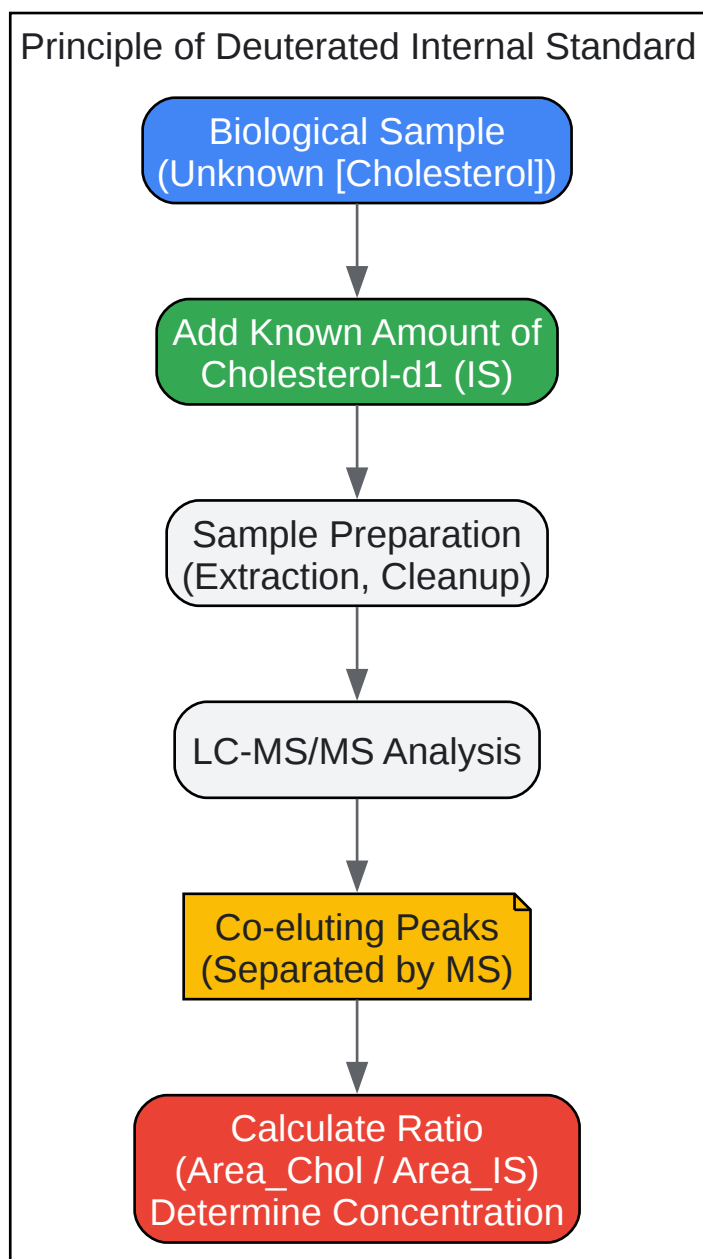 Principle of Deuterated Internal Standard
Biological Sample
(Unknown [Cholesterol])
Add Known Amount of
Cholesterol-d1 (IS)
Sample Preparation
(Extraction, Cleanup)
LC-MS/MS Analysis
Co-eluting Peaks
(Separated by MS)
Calculate Ratio
(Area_Chol / Area_IS)
Determine Concentration